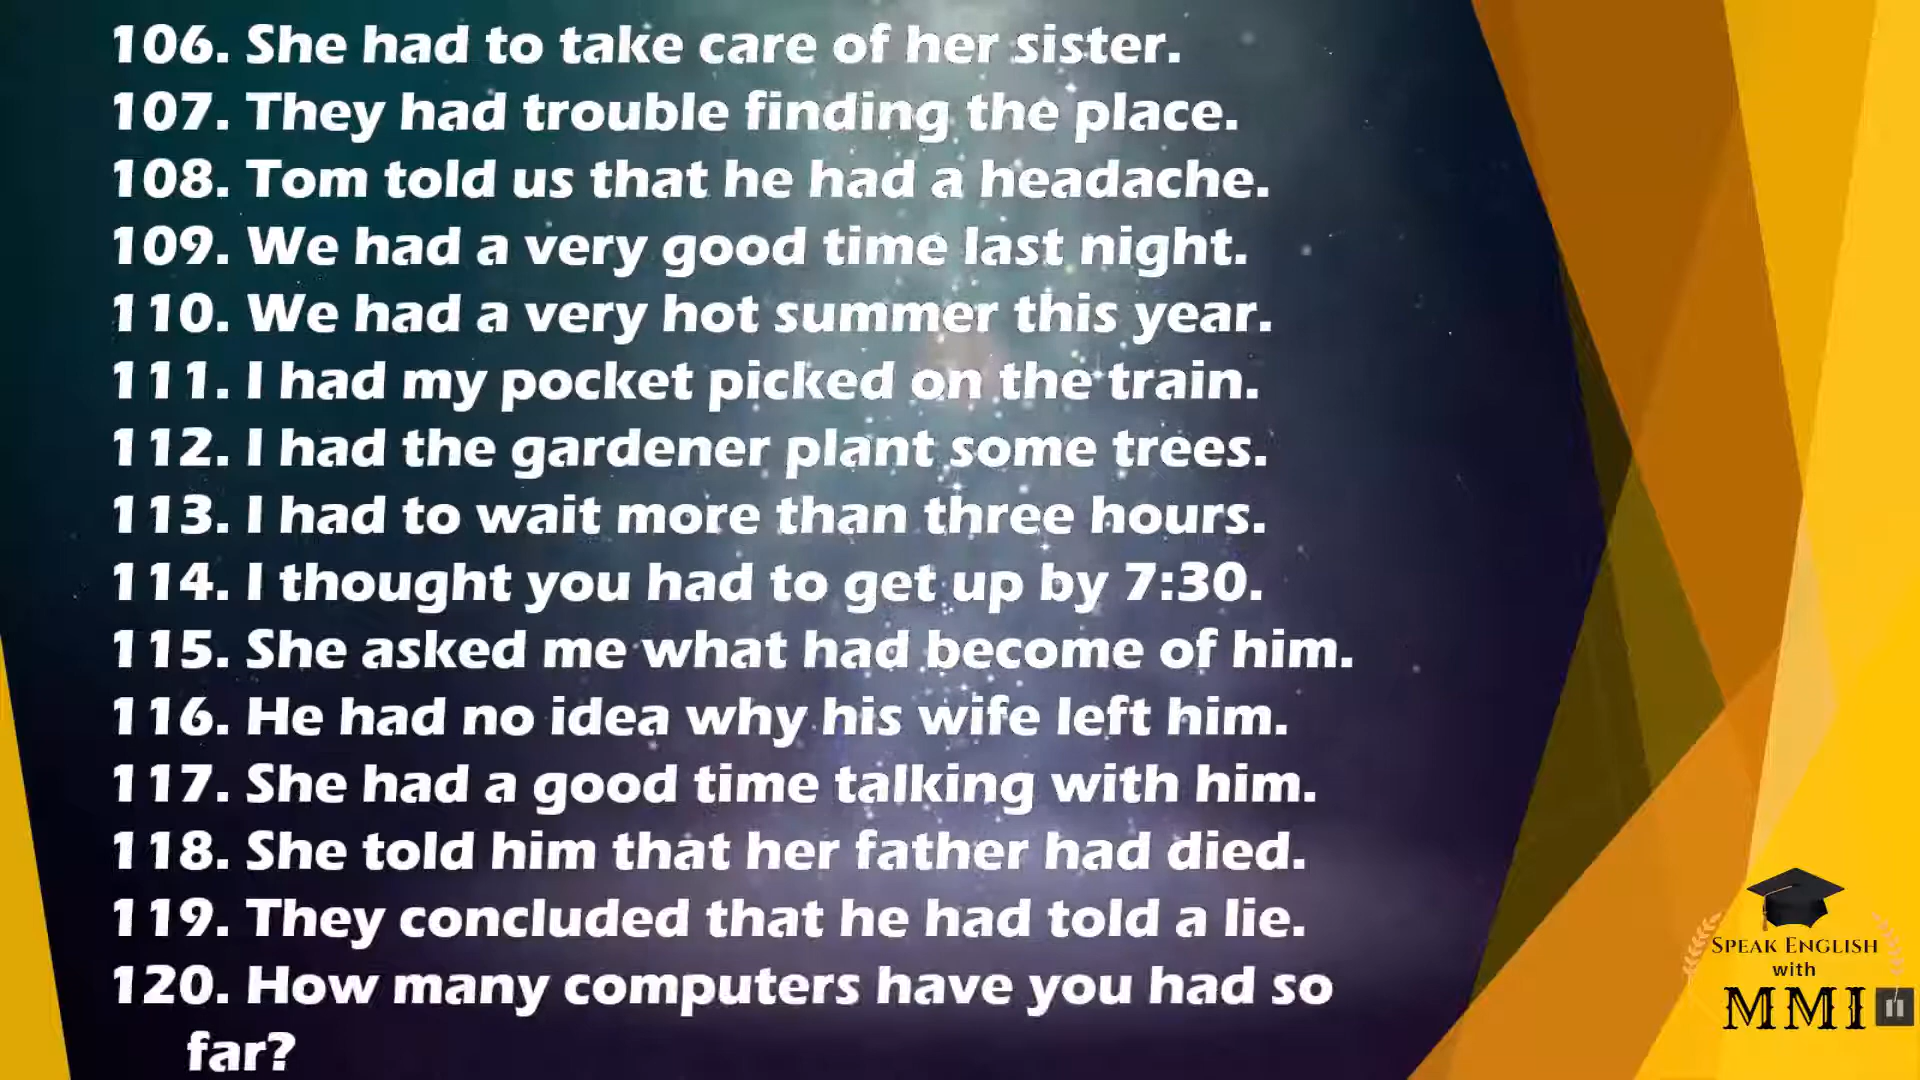 106. She had to take care of her sister.
107. They had trouble finding the place.
108. Tom told us that he had a headache.
109. We had a very good time last night.
110. We had a very hot summer this year.
111. I had my pocket picked on the train.
112. I had the gardener plant some trees.
113. I had to wait more than three hours.
114. I thought you had to get up by 7:30.
115. She asked me what had become of him.
116. He had no idea why his wife left him.
117. She had a good time talking with him.
118. She told him that her father had died.
119. They concluded that he had told a lie.
120. How many computers have you had so
far?
SPEAK ENGLISH
with
MMI